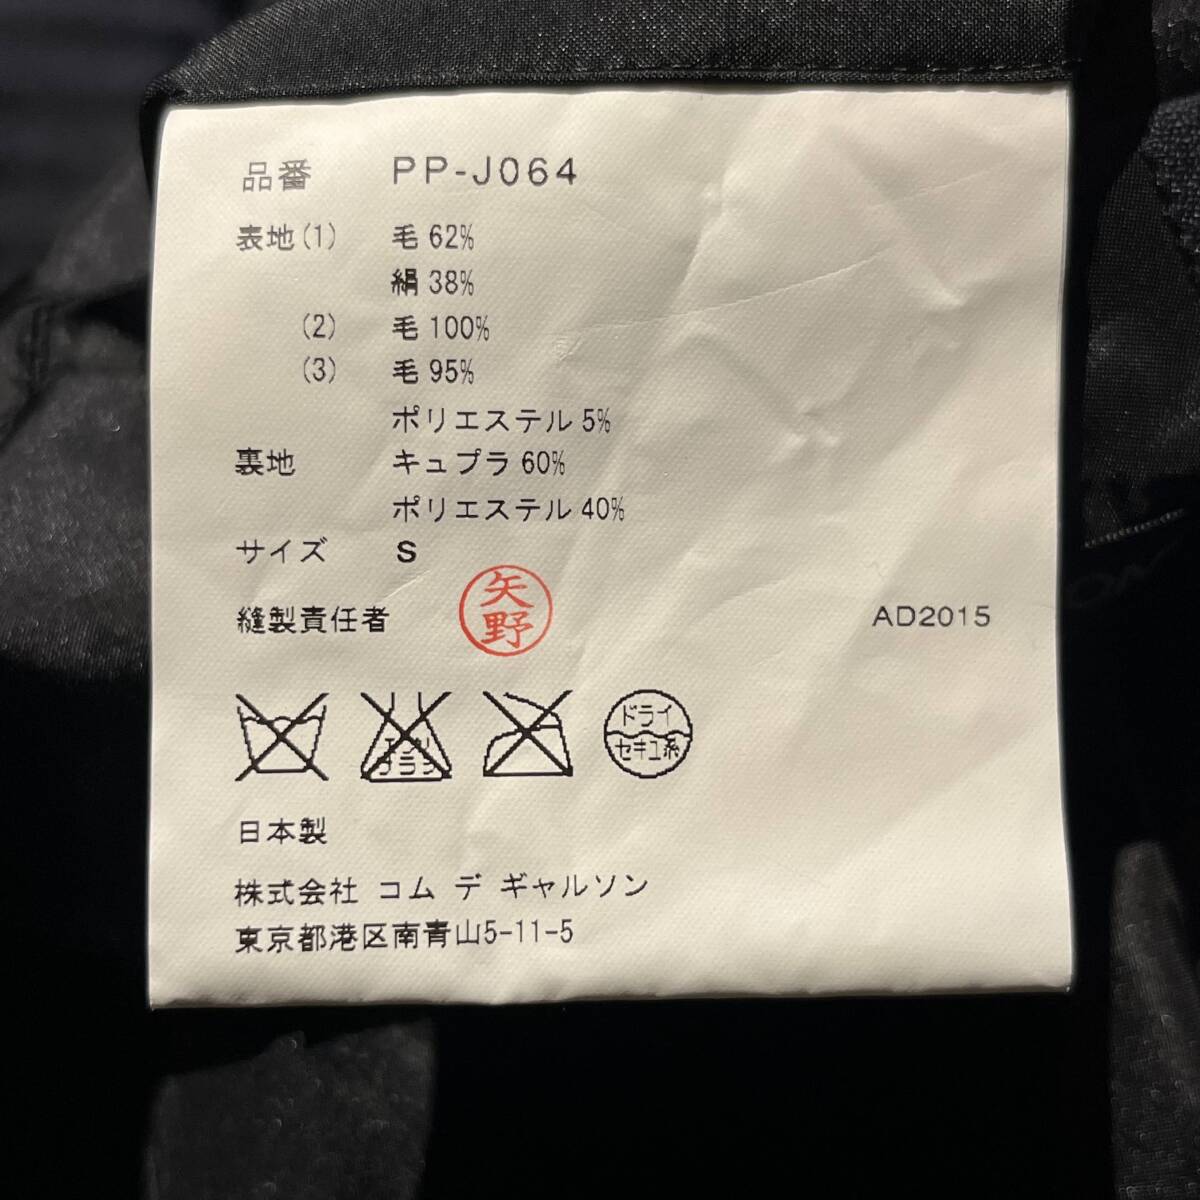 品番 PP-J064
表地(1) 毛 62%
絹 38%
(2) 毛 100%
(3) 毛 95%
ポリエステル 5%
裏地 キュプラ 60%
ポリエステル 40%
サイズ S
縫製責任者 矢野 AD2015
エンソ
ドライ
セキユ系
日本製
株式会社 コム デ ギャルソン
東京都港区南青山5-11-5